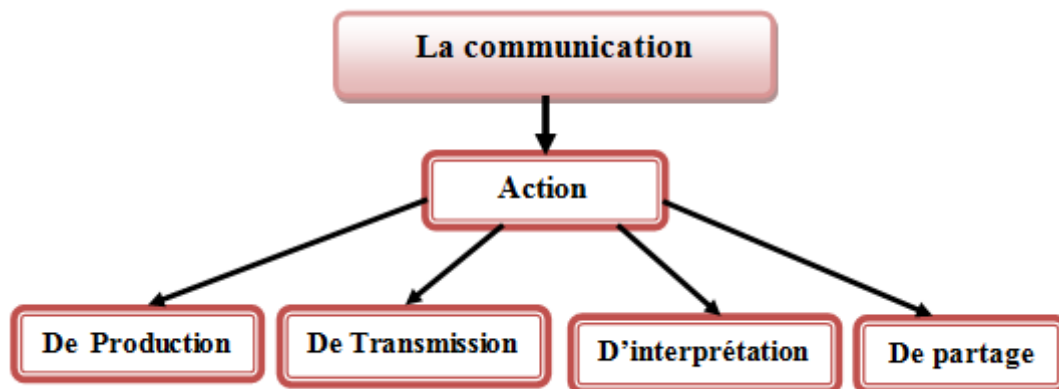 La communication
Action
De Production
De Transmission
D’interprétation
De partage